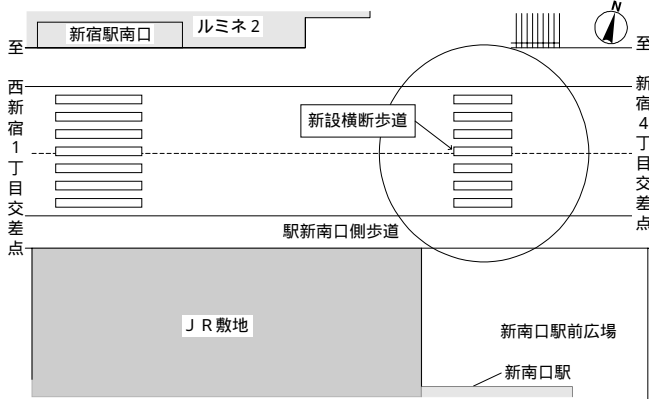 新宿駅南口
ルミネ2
N
至
西新宿1丁目交差点
至
新宿4丁目交差点
新設横断歩道
駅新南口側歩道
JR敷地
新南口駅前広場
新南口駅